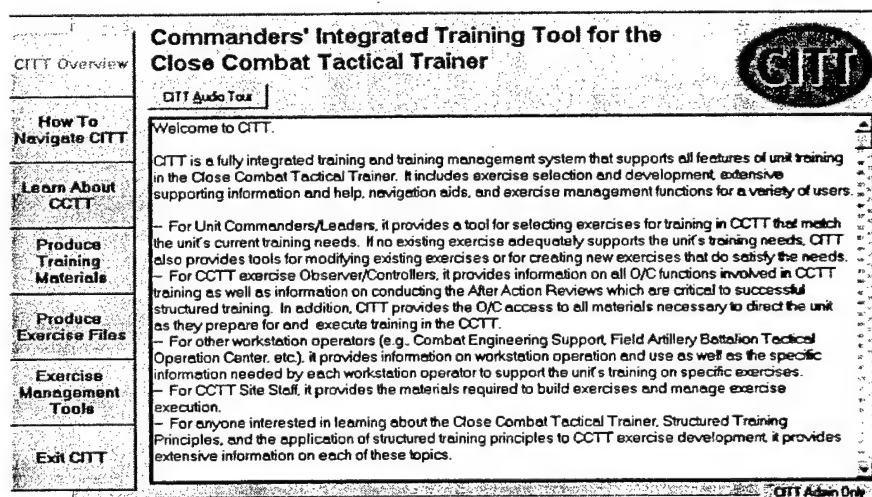 Commanders' Integrated Training Tool for the
Close Combat Tactical Trainer
CITT
CITT Audio Tour
CITT Overview
How To
Navigate CITT
Learn About
CCTT
Produce
Training
Materials
Produce
Exercise Files
Exercise
Management
Tools
Exit CITT
Welcome to CITT.
CITT is a fully integrated training and training management system that supports all features of unit training
in the Close Combat Tactical Trainer. It includes exercise selection and development, extensive
supporting information and help, navigation aids, and exercise management functions for a variety of users.
– For Unit Commanders/Leaders, it provides a tool for selecting exercises for training in CCTT that match
the unit's current training needs. If no existing exercise adequately supports the unit's training needs, CITT
also provides tools for modifying existing exercises or for creating new exercises that do satisfy the needs.
– For CCTT exercise Observer/Controllers, it provides information on all O/C functions involved in CCTT
training as well as information on conducting the After Action Reviews which are critical to successful
structured training. In addition, CITT provides the O/C access to all materials necessary to direct the unit
as they prepare for and execute training in the CCTT.
– For other workstation operators (e.g., Combat Engineering Support, Field Artillery Battalion Tactical
Operation Center, etc.), it provides information on workstation operation and use as well as the specific
information needed by each workstation operator to support the unit's training on specific exercises.
– For CCTT Site Staff, it provides the materials required to build exercises and manage exercise
execution.
– For anyone interested in learning about the Close Combat Tactical Trainer, Structured Training
Principles, and the application of structured training principles to CCTT exercise development, it provides
extensive information on each of these topics.
CITT Admin Only